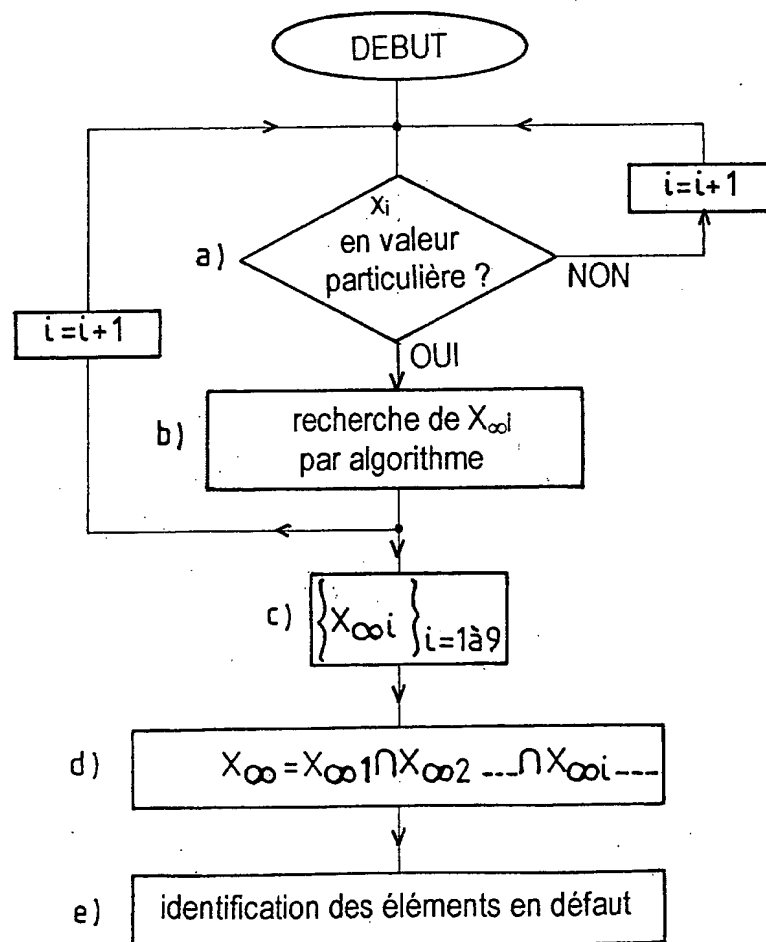 DÉBUT
i=i+1
a)
Xi
en valeur
particulière ?
NON
i=i+1
OUI
b)
recherche de X∞i
par algorithme
c)
{X∞i}i=1à9
d)
X∞=X∞1∩X∞2 ---∩X∞i----
e)
identification des éléments en défaut